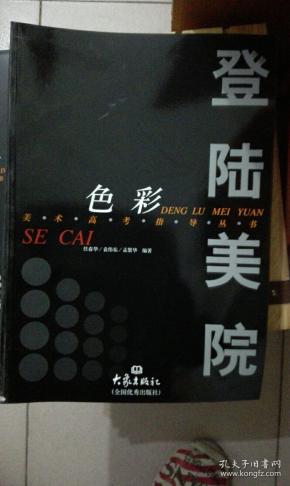 登陆美院
色彩
DENG LU MEI YUAN
美·术·高·考·指·导·丛·书
SE CAI
编著
大象出版社
(全国优秀出版社)
孔夫子旧书网